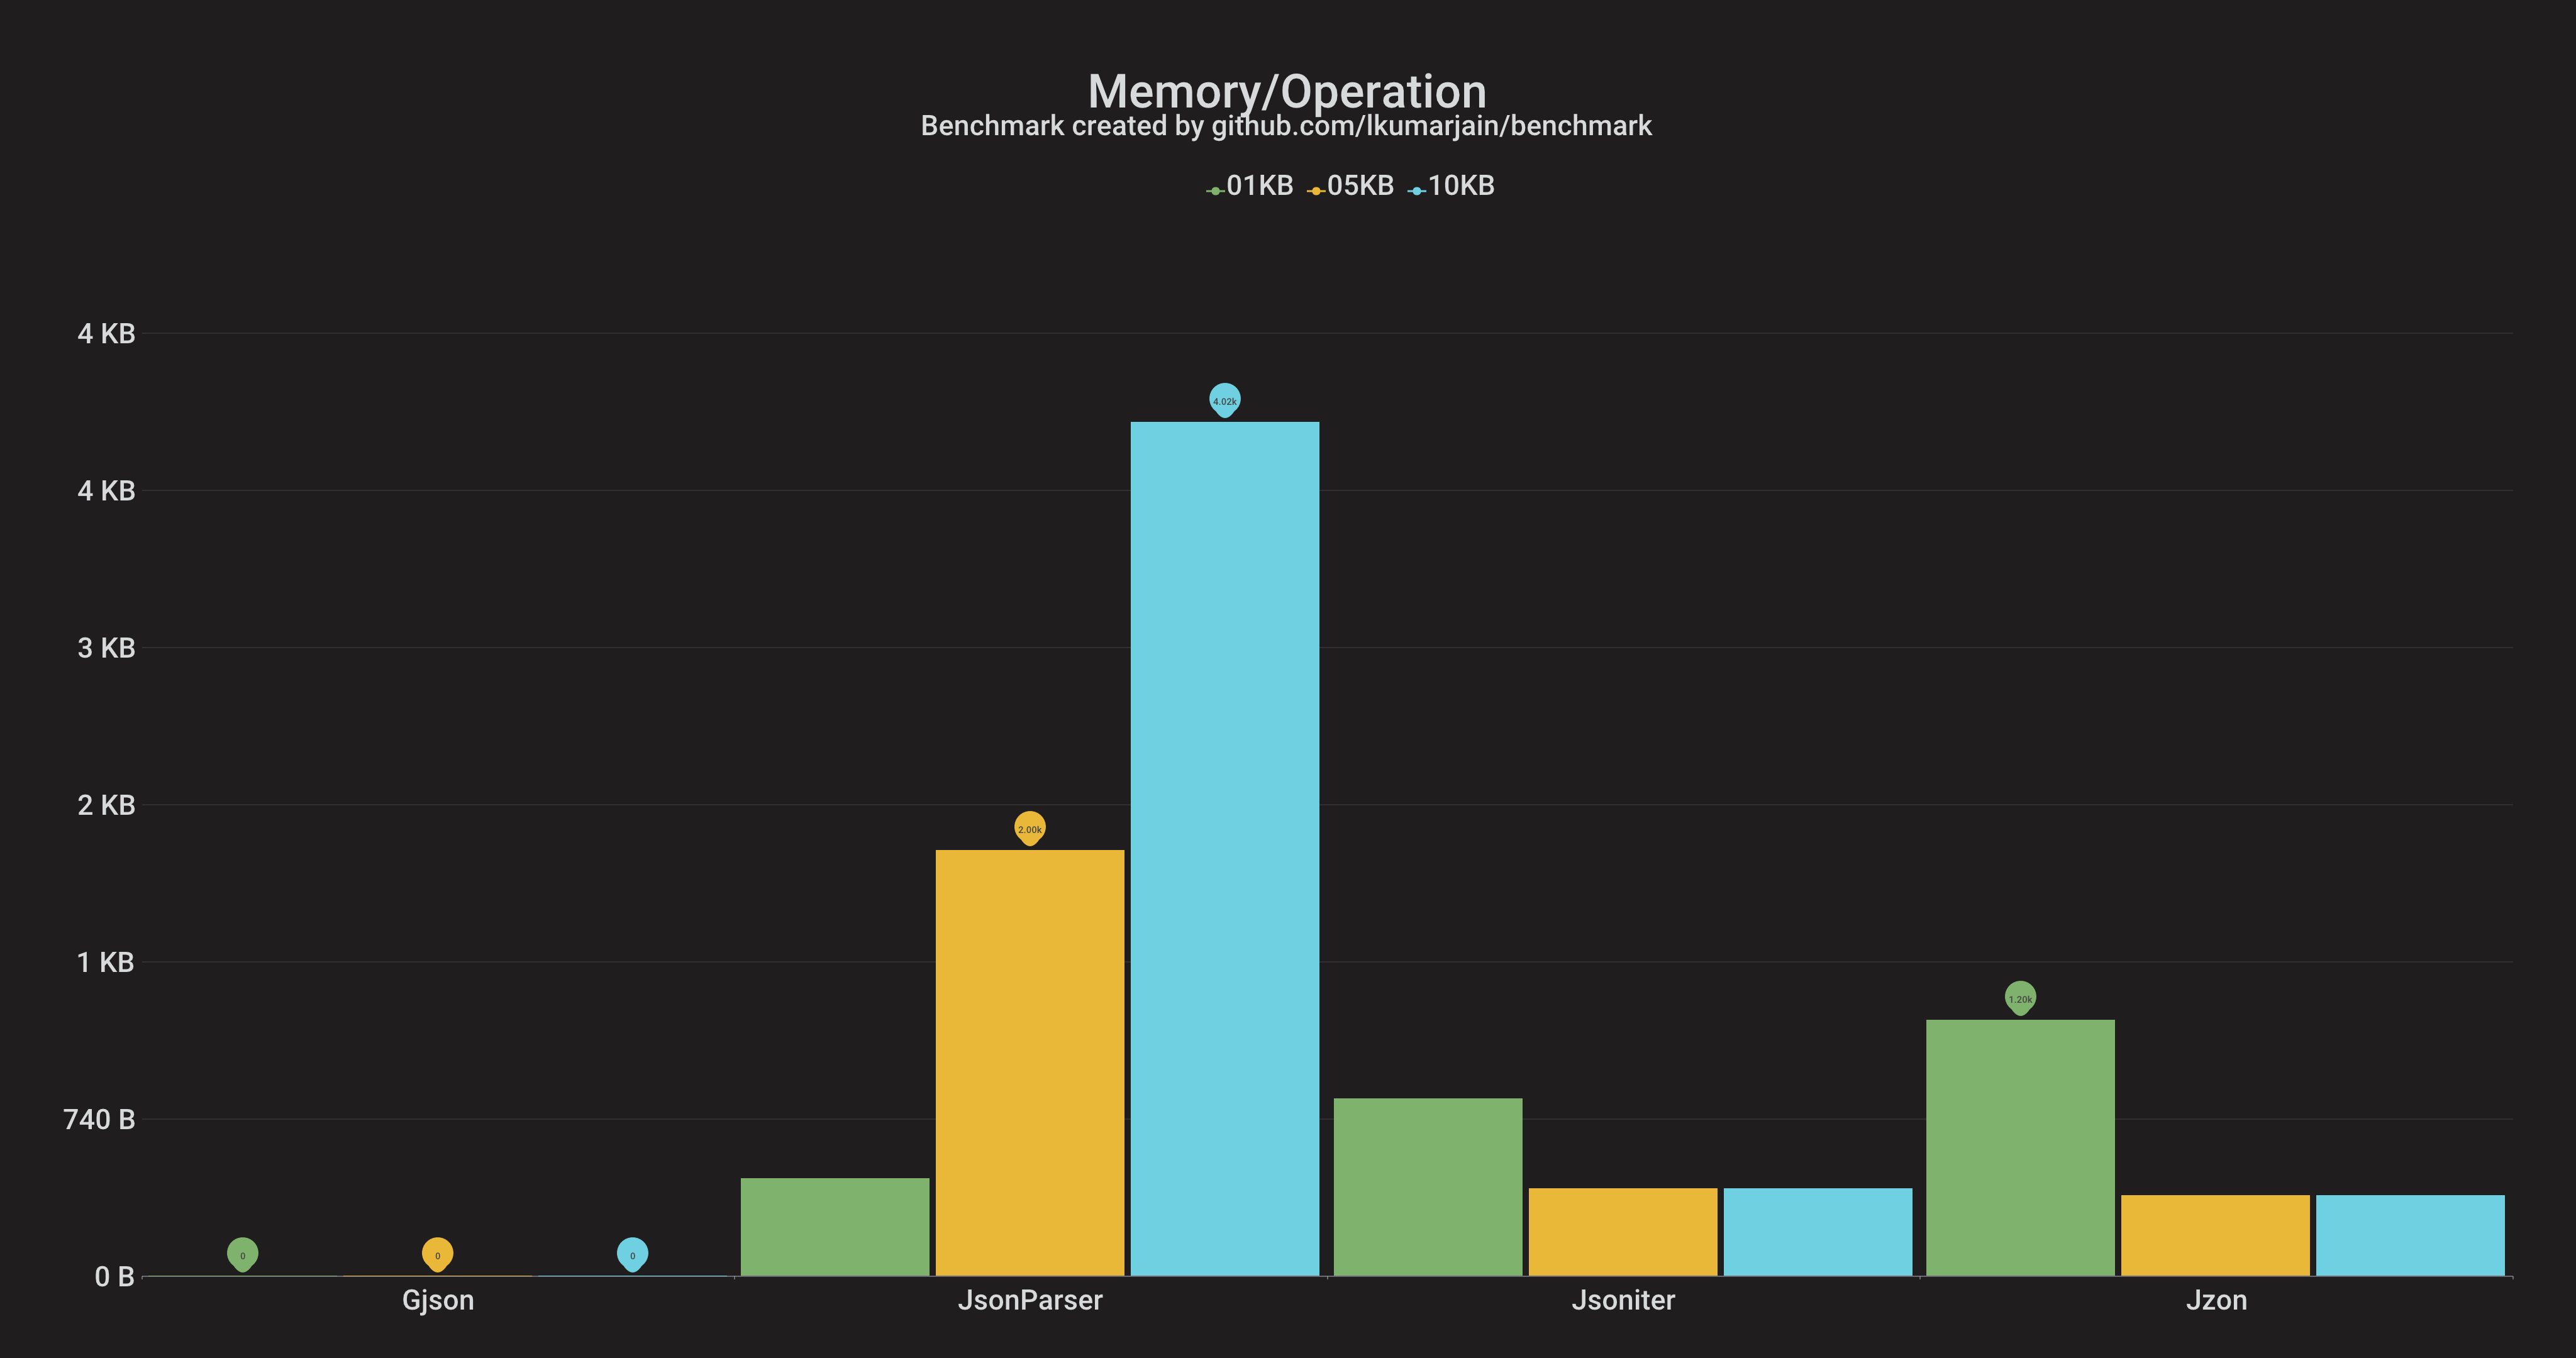 Memory/Operation
Benchmark created by github.com/lkumarjain/benchmark
01KB 05KB 10KB
4 KB
4.02k
4 KB
3 KB
2 KB
2.00k
1 KB
1.20k
740 B
0 0 0
0 B
Gjson JsonParser Jsoniter Jzon